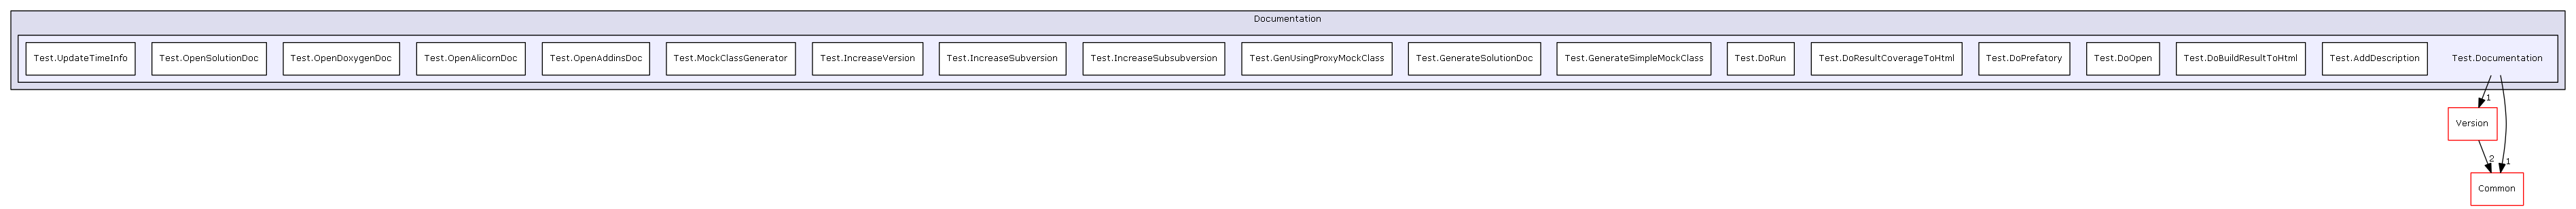 Documentation
Test.UpdateTimeInfo
Test.OpenSolutionDoc
Test.OpenDoxygenDoc
Test.OpenAlicornDoc
Test.OpenAddinsDoc
Test.MockClassGenerator
Test.IncreaseVersion
Test.IncreaseSubversion
Test.IncreaseSubsubversion
Test.GenUsingProxyMockClass
Test.GenerateSolutionDoc
Test.GenerateSimpleMockClass
Test.DoRun
Test.DoResultCoverageToHtml
Test.DoPrefatory
Test.DoOpen
Test.DoBuildResultToHtml
Test.AddDescription
Test.Documentation
1
Version
2
1
Common